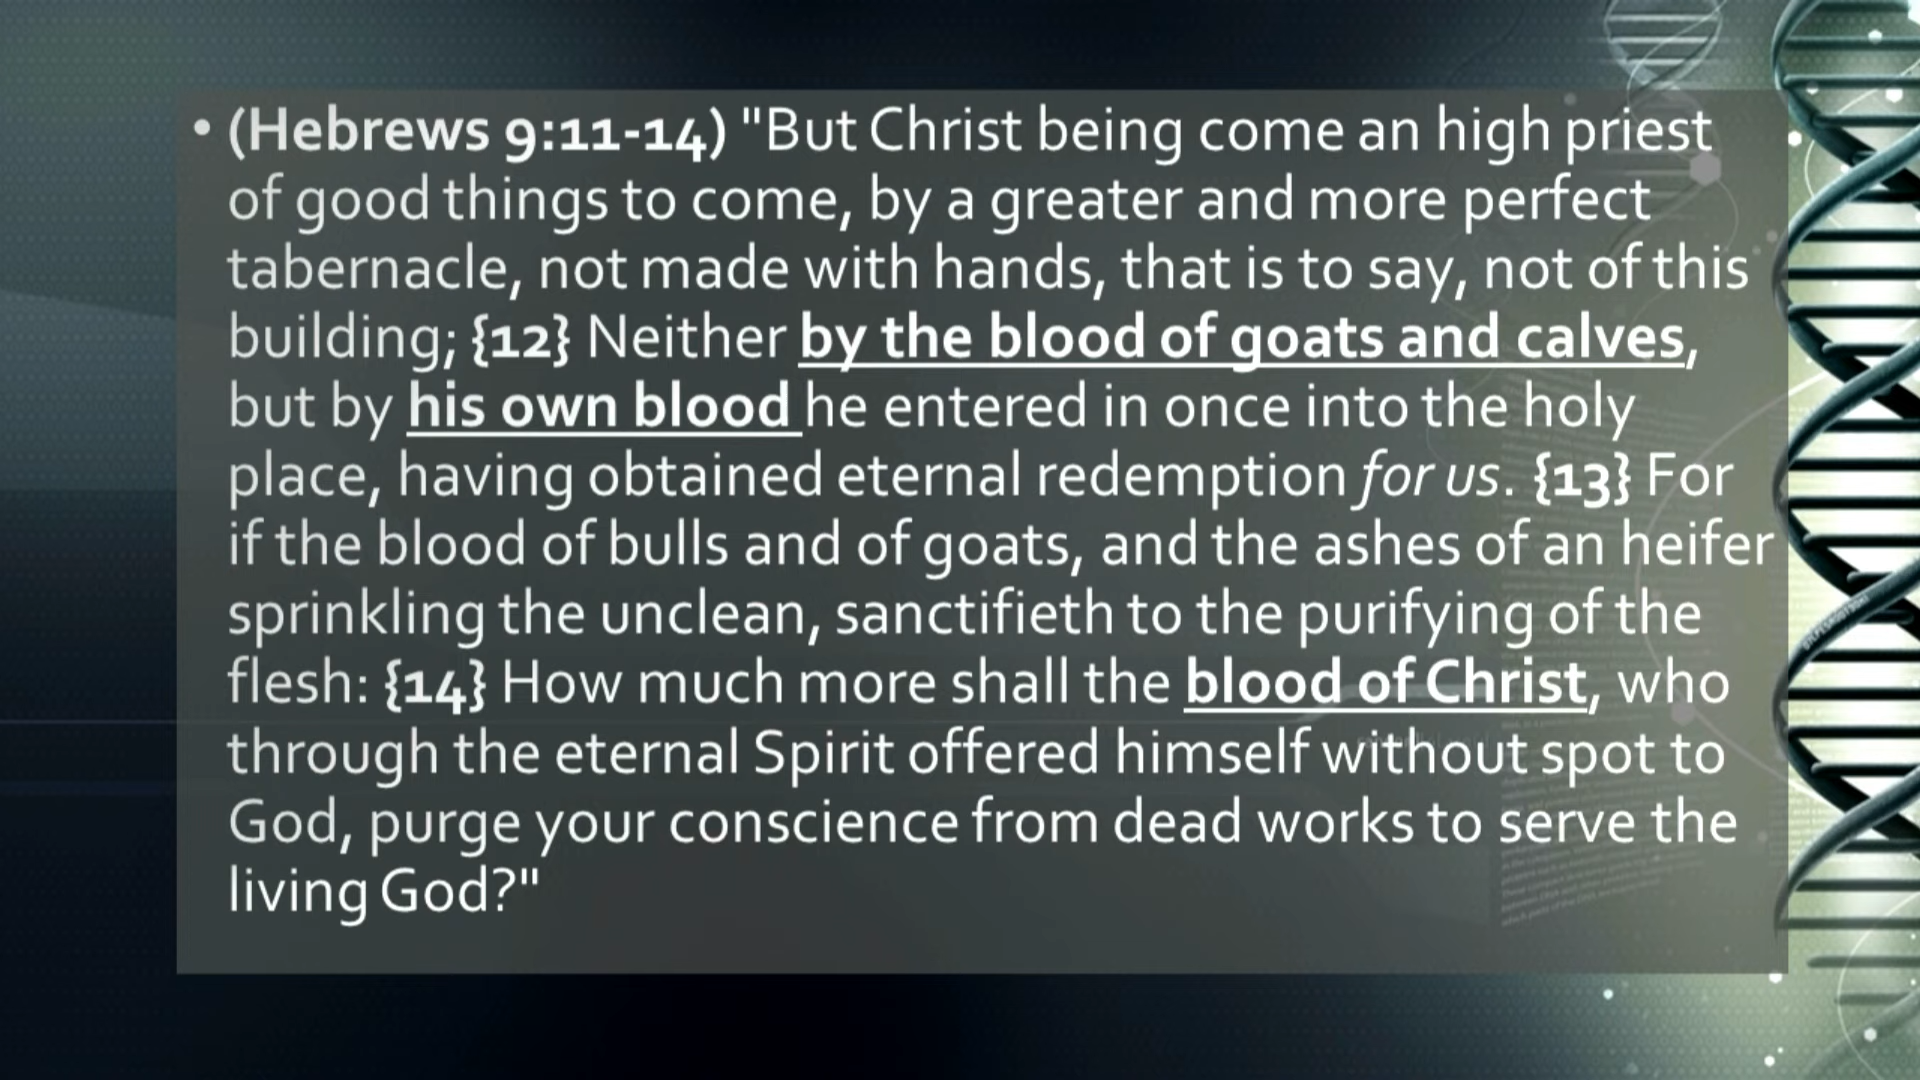 • (Hebrews 9:11-14) "But Christ being come an high priest
of good things to come, by a greater and more perfect
tabernacle, not made with hands, that is to say, not of this
building; {12} Neither by the blood of goats and calves,
but by his own blood he entered in once into the holy
place, having obtained eternal redemption for us. {13} For
if the blood of bulls and of goats, and the ashes of an heifer
sprinkling the unclean, sanctifieth to the purifying of the
flesh: {14} How much more shall the blood of Christ, who
through the eternal Spirit offered himself without spot to
God, purge your conscience from dead works to serve the
living God?"